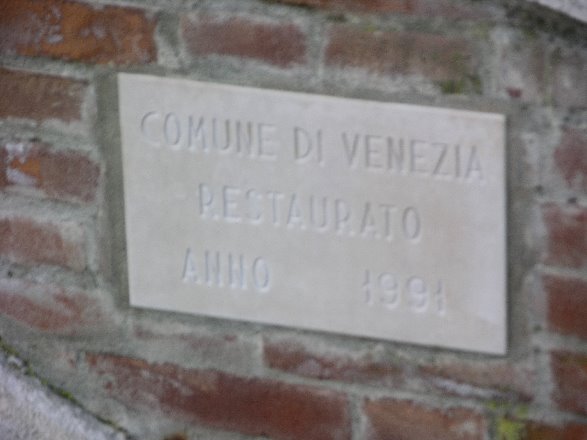 COMUNE DI VENEZIA
RESTAURATO
ANNO 1991